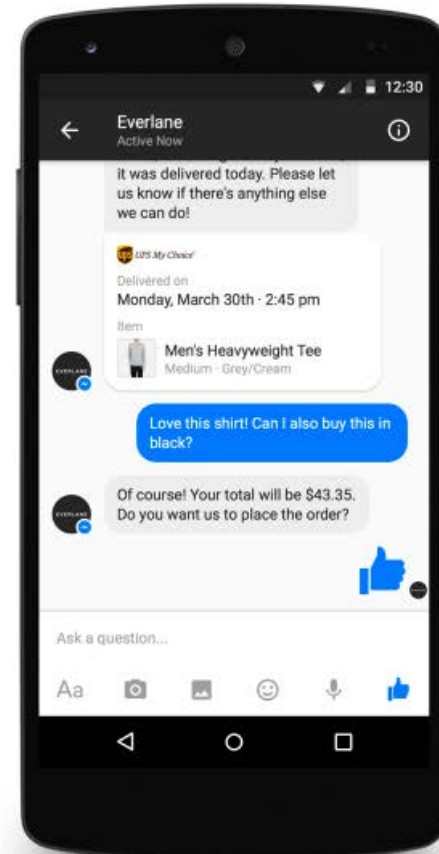 12:30
Everlane
Active Now
it was delivered today. Please let
us know if there's anything else
we can do!
ups UPS My Choice
Delivered on
Monday, March 30th · 2:45 pm
Item
Men's Heavyweight Tee
Medium · Grey/Cream
EVERLANE
Love this shirt! Can I also buy this in
black?
Of course! Your total will be $43.35.
Do you want us to place the order?
EVERLANE
Ask a question...
Aa